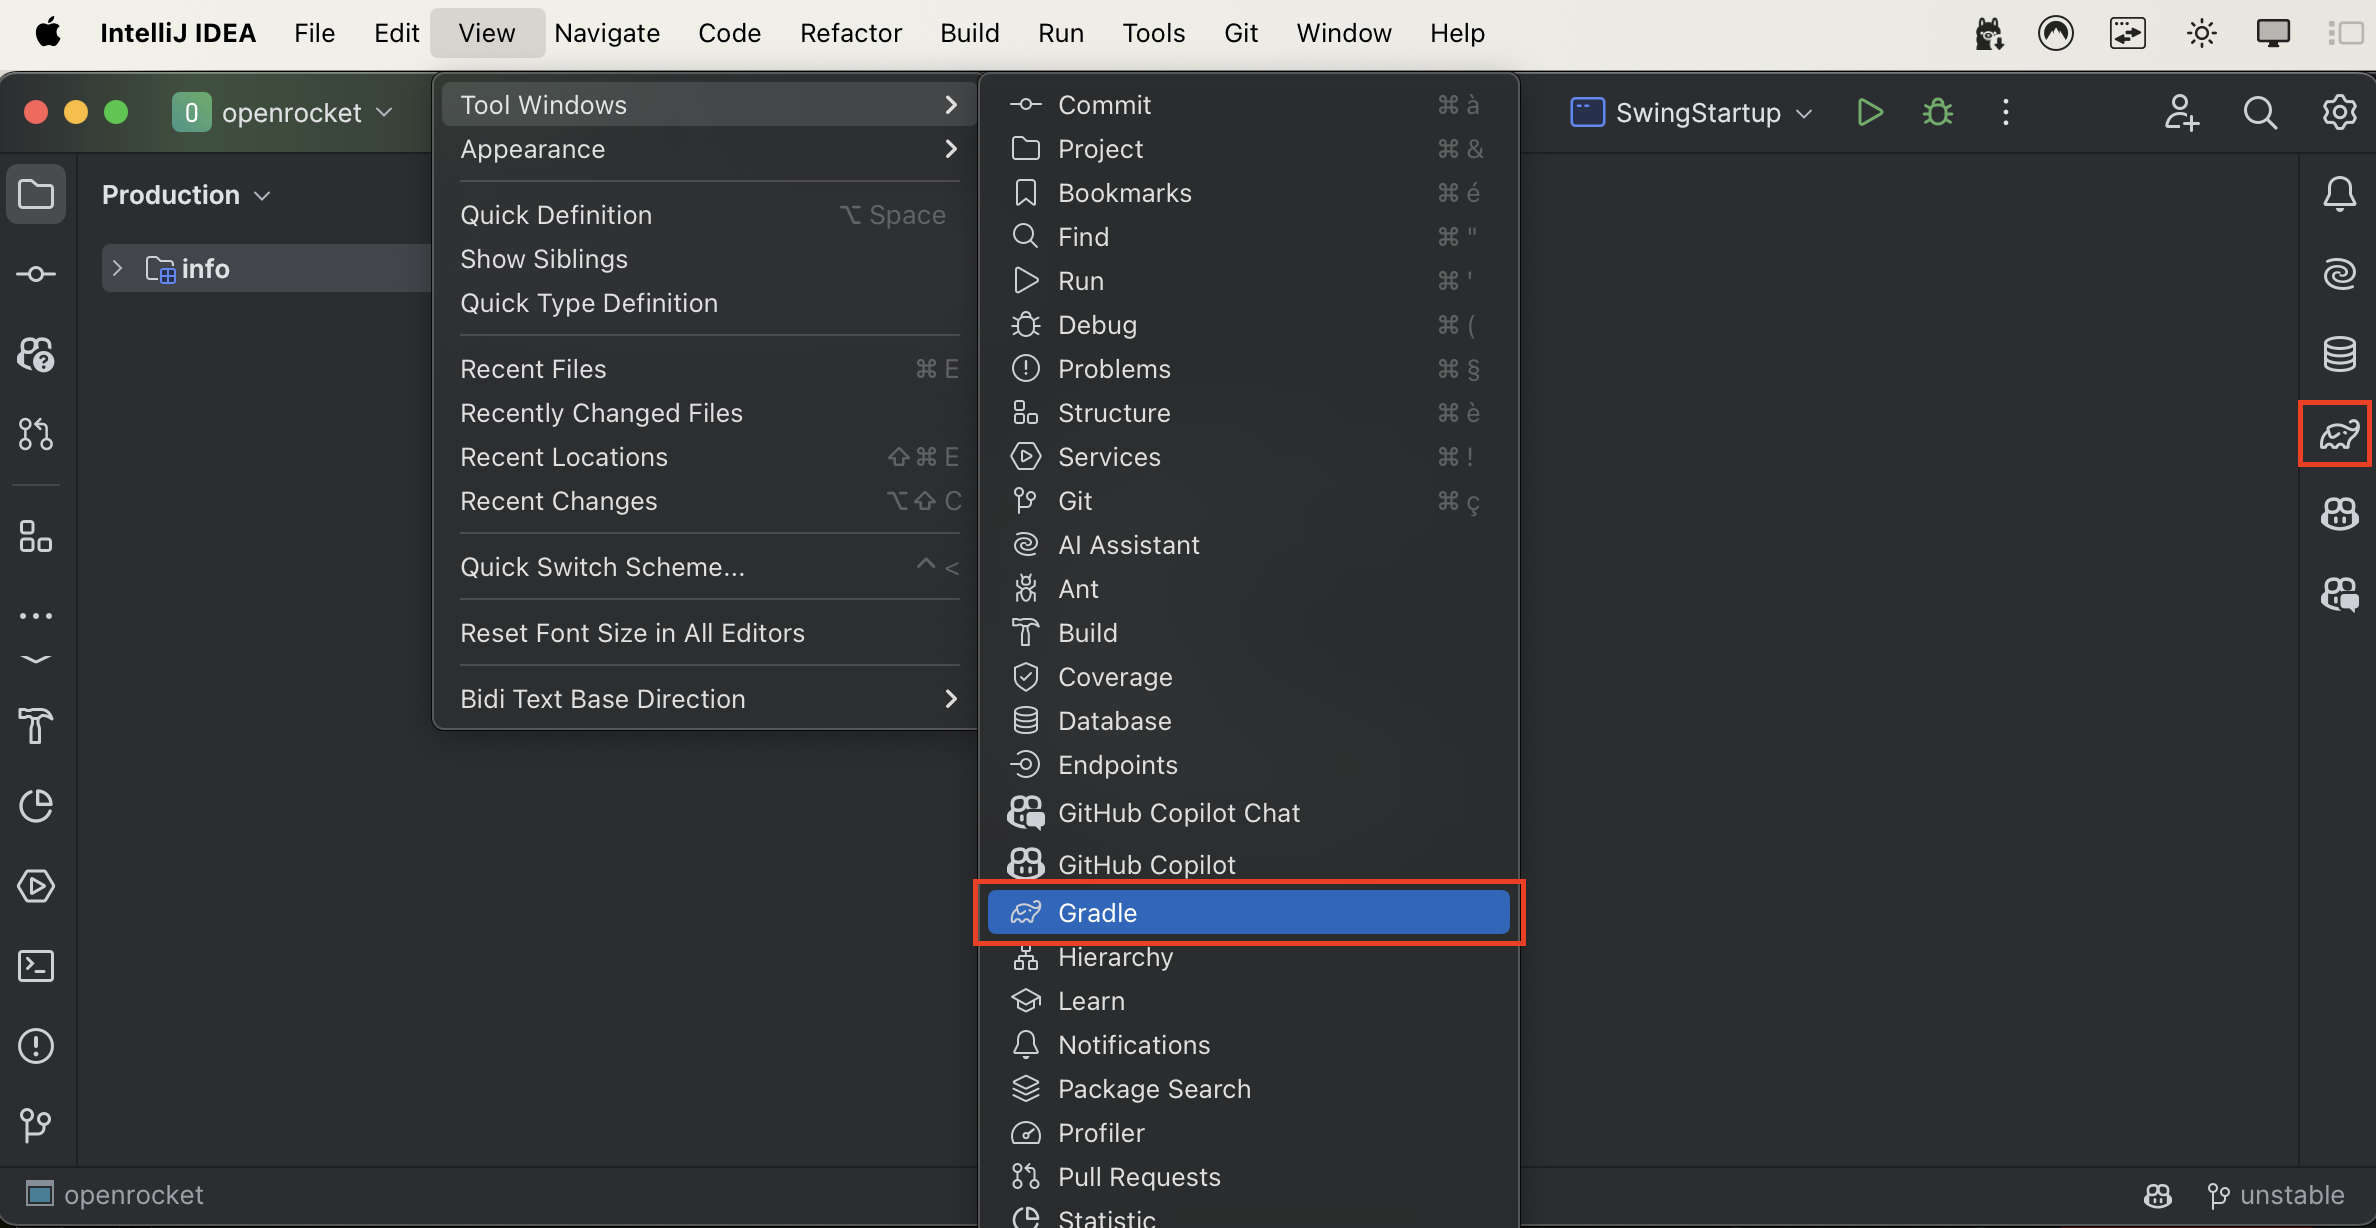 IntelliJ IDEA File Edit View Navigate Code Refactor Build Run Tools Git Window Help
0 openrocket
SwingStartup
Production
info
Tool Windows
Appearance
Quick Definition ⌥ Space
Show Siblings
Quick Type Definition
Recent Files ⌘ E
Recently Changed Files
Recent Locations ⇧⌘ E
Recent Changes ⌥⇧ C
Quick Switch Scheme... ^ <
Reset Font Size in All Editors
Bidi Text Base Direction
Commit ⌘ à
Project ⌘ &
Bookmarks ⌘ é
Find ⌘ "
Run ⌘ '
Debug ⌘ (
Problems ⌘ §
Structure ⌘ è
Services ⌘ !
Git ⌘ ç
AI Assistant
Ant
Build
Coverage
Database
Endpoints
GitHub Copilot Chat
GitHub Copilot
Gradle
Hierarchy
Learn
Notifications
Package Search
Profiler
Pull Requests
Statistic
openrocket
unstable